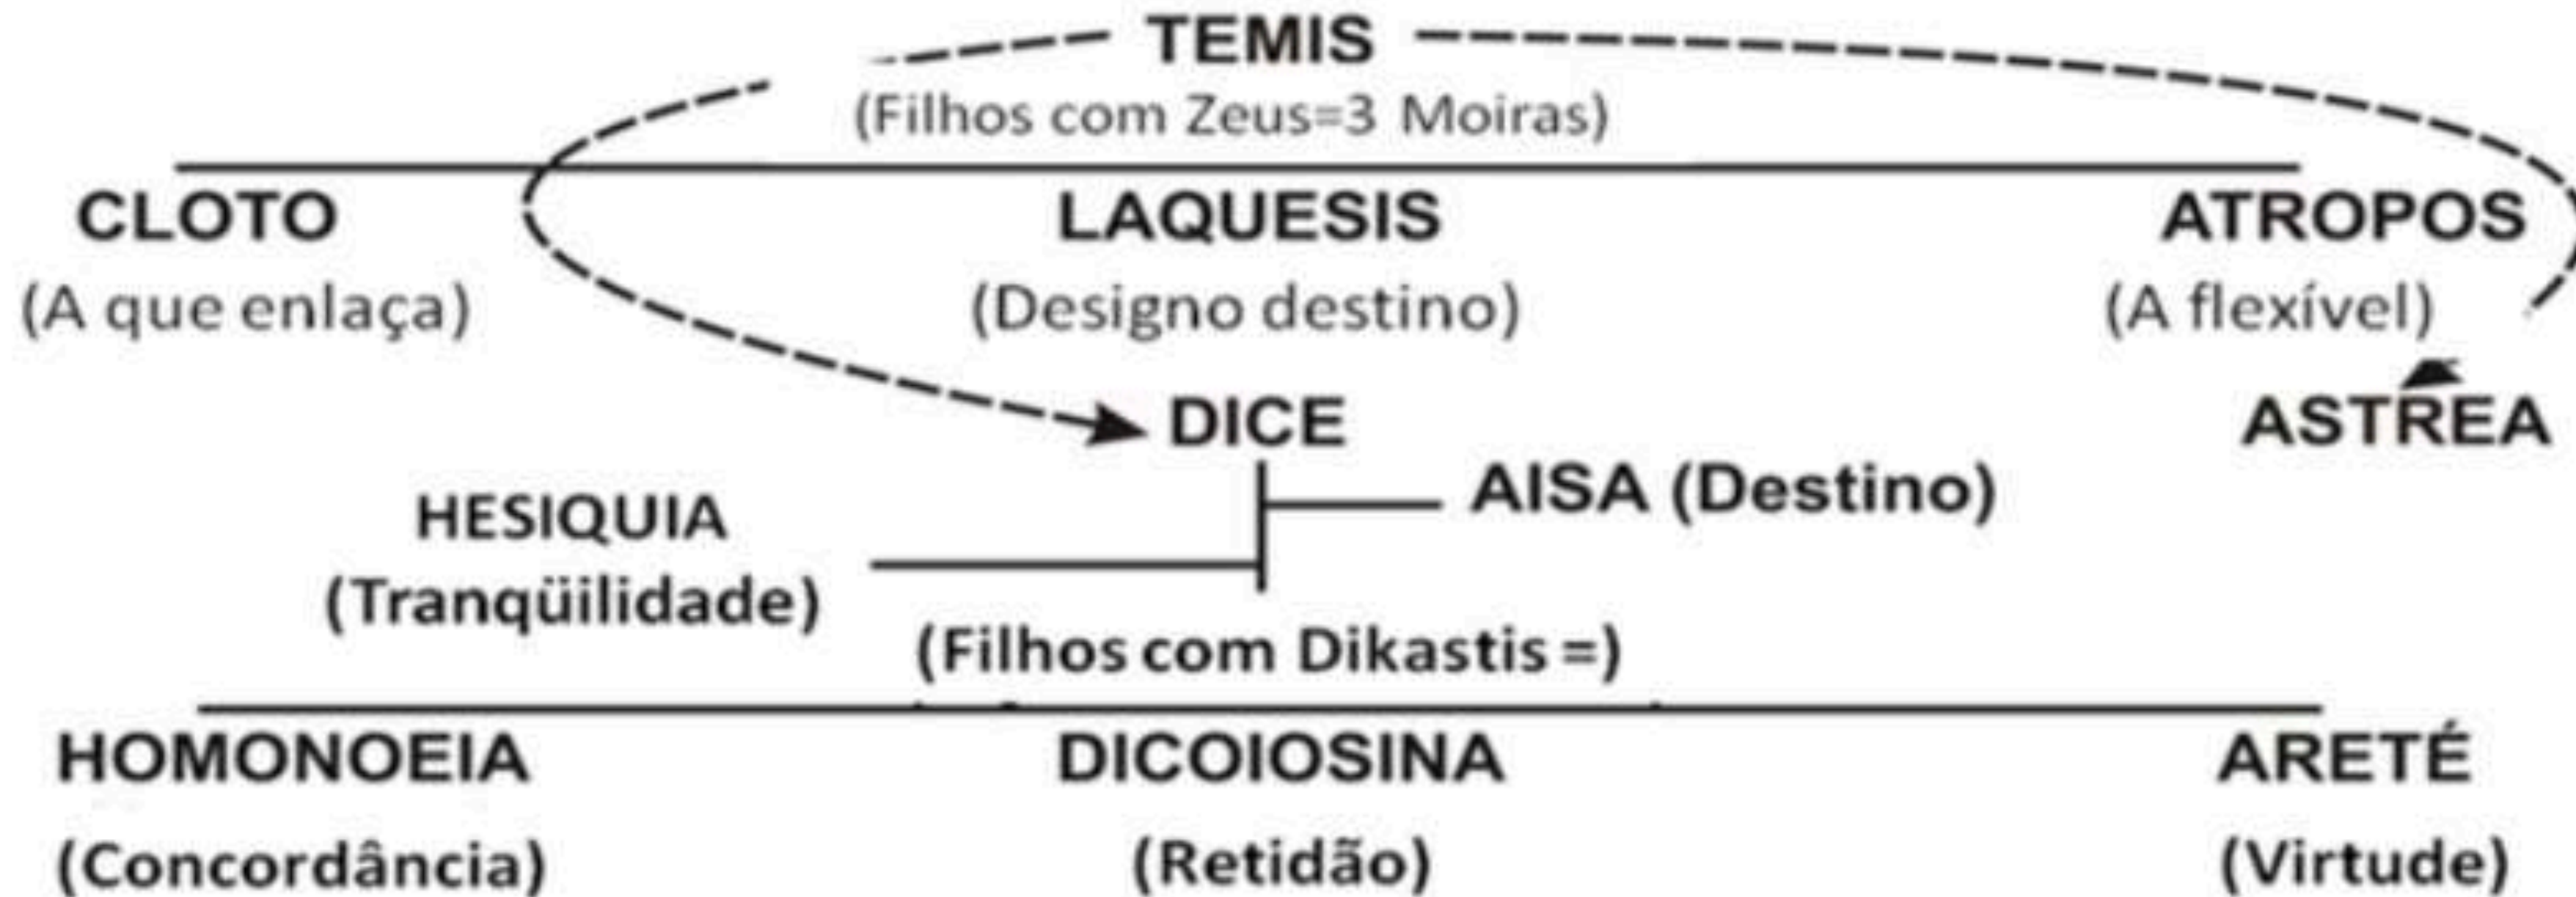 TEMIS
(Filhos com Zeus=3 Moiras)
CLOTO LAQUESIS ATROPOS
(A que enlaça) (Designo destino) (A flexível)
DICE ASTREA
AISA (Destino)
HESIQUIA
(Tranqüilidade)
(Filhos com Dikastis =)
HOMONOEIA DICOIOSINA ARETÉ
(Concordância) (Retidão) (Virtude)